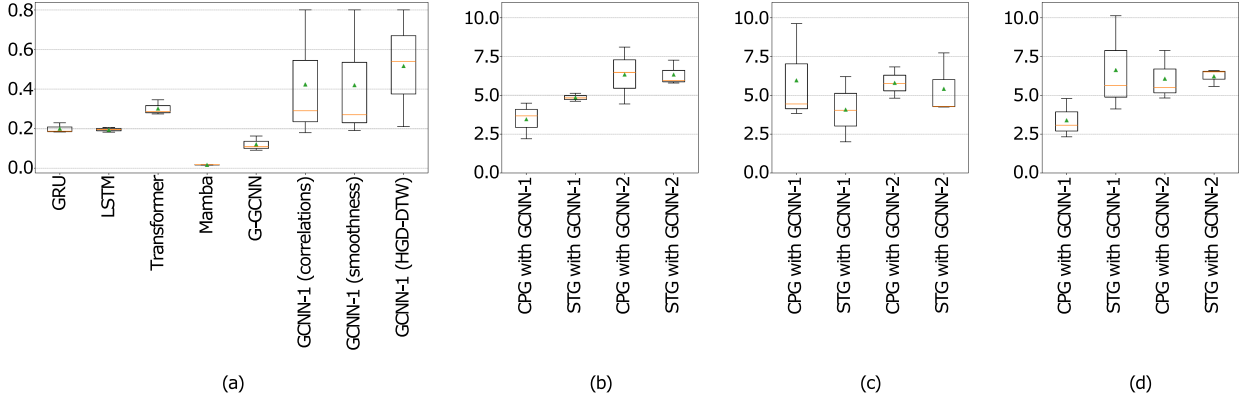 0.8
0.6
0.4
0.2
0.0
GRU
LSTM
Transformer
Mamba
G-GCNN
GCNN-1 (correlations)
GCNN-1 (smoothness)
GCNN-1 (HGD-DTW)
(a)
10.0
7.5
5.0
2.5
0.0
CPG with GCNN-1
STG with GCNN-1
CPG with GCNN-2
STG with GCNN-2
(b)
10.0
7.5
5.0
2.5
0.0
CPG with GCNN-1
STG with GCNN-1
CPG with GCNN-2
STG with GCNN-2
(c)
10.0
7.5
5.0
2.5
0.0
CPG with GCNN-1
STG with GCNN-1
CPG with GCNN-2
STG with GCNN-2
(d)